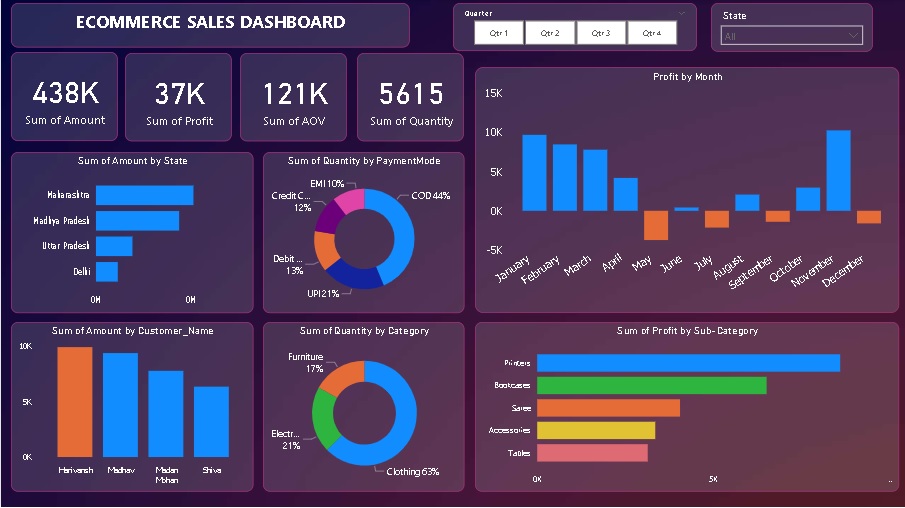 ECOMMERCE SALES DASHBOARD
Quarter
Qtr 1
Qtr 2
Qtr 3
Qtr 4
State
All
438K
Sum of Amount
37K
Sum of Profit
121K
Sum of AOV
5615
Sum of Quantity
Profit by Month
15K
10K
5K
0K
-5K
January
February
March
April
May
June
July
August
September
October
November
December
Sum of Amount by State
Maharashtra
Madhya Pradesh
Uttar Pradesh
Delhi
0M
0M
Sum of Quantity by PaymentMode
EMI 10%
COD 44%
Credit C...
12%
Debit ...
13%
UPI 21%
Sum of Amount by Customer_Name
10K
5K
0K
Harivansh
Madhav
Madan
Mohan
Shiva
Sum of Quantity by Category
Furniture
17%
Electr...
21%
Clothing 63%
Sum of Profit by Sub-Category
Printers
Bookcases
Saree
Accessories
Tables
0K
5K
..